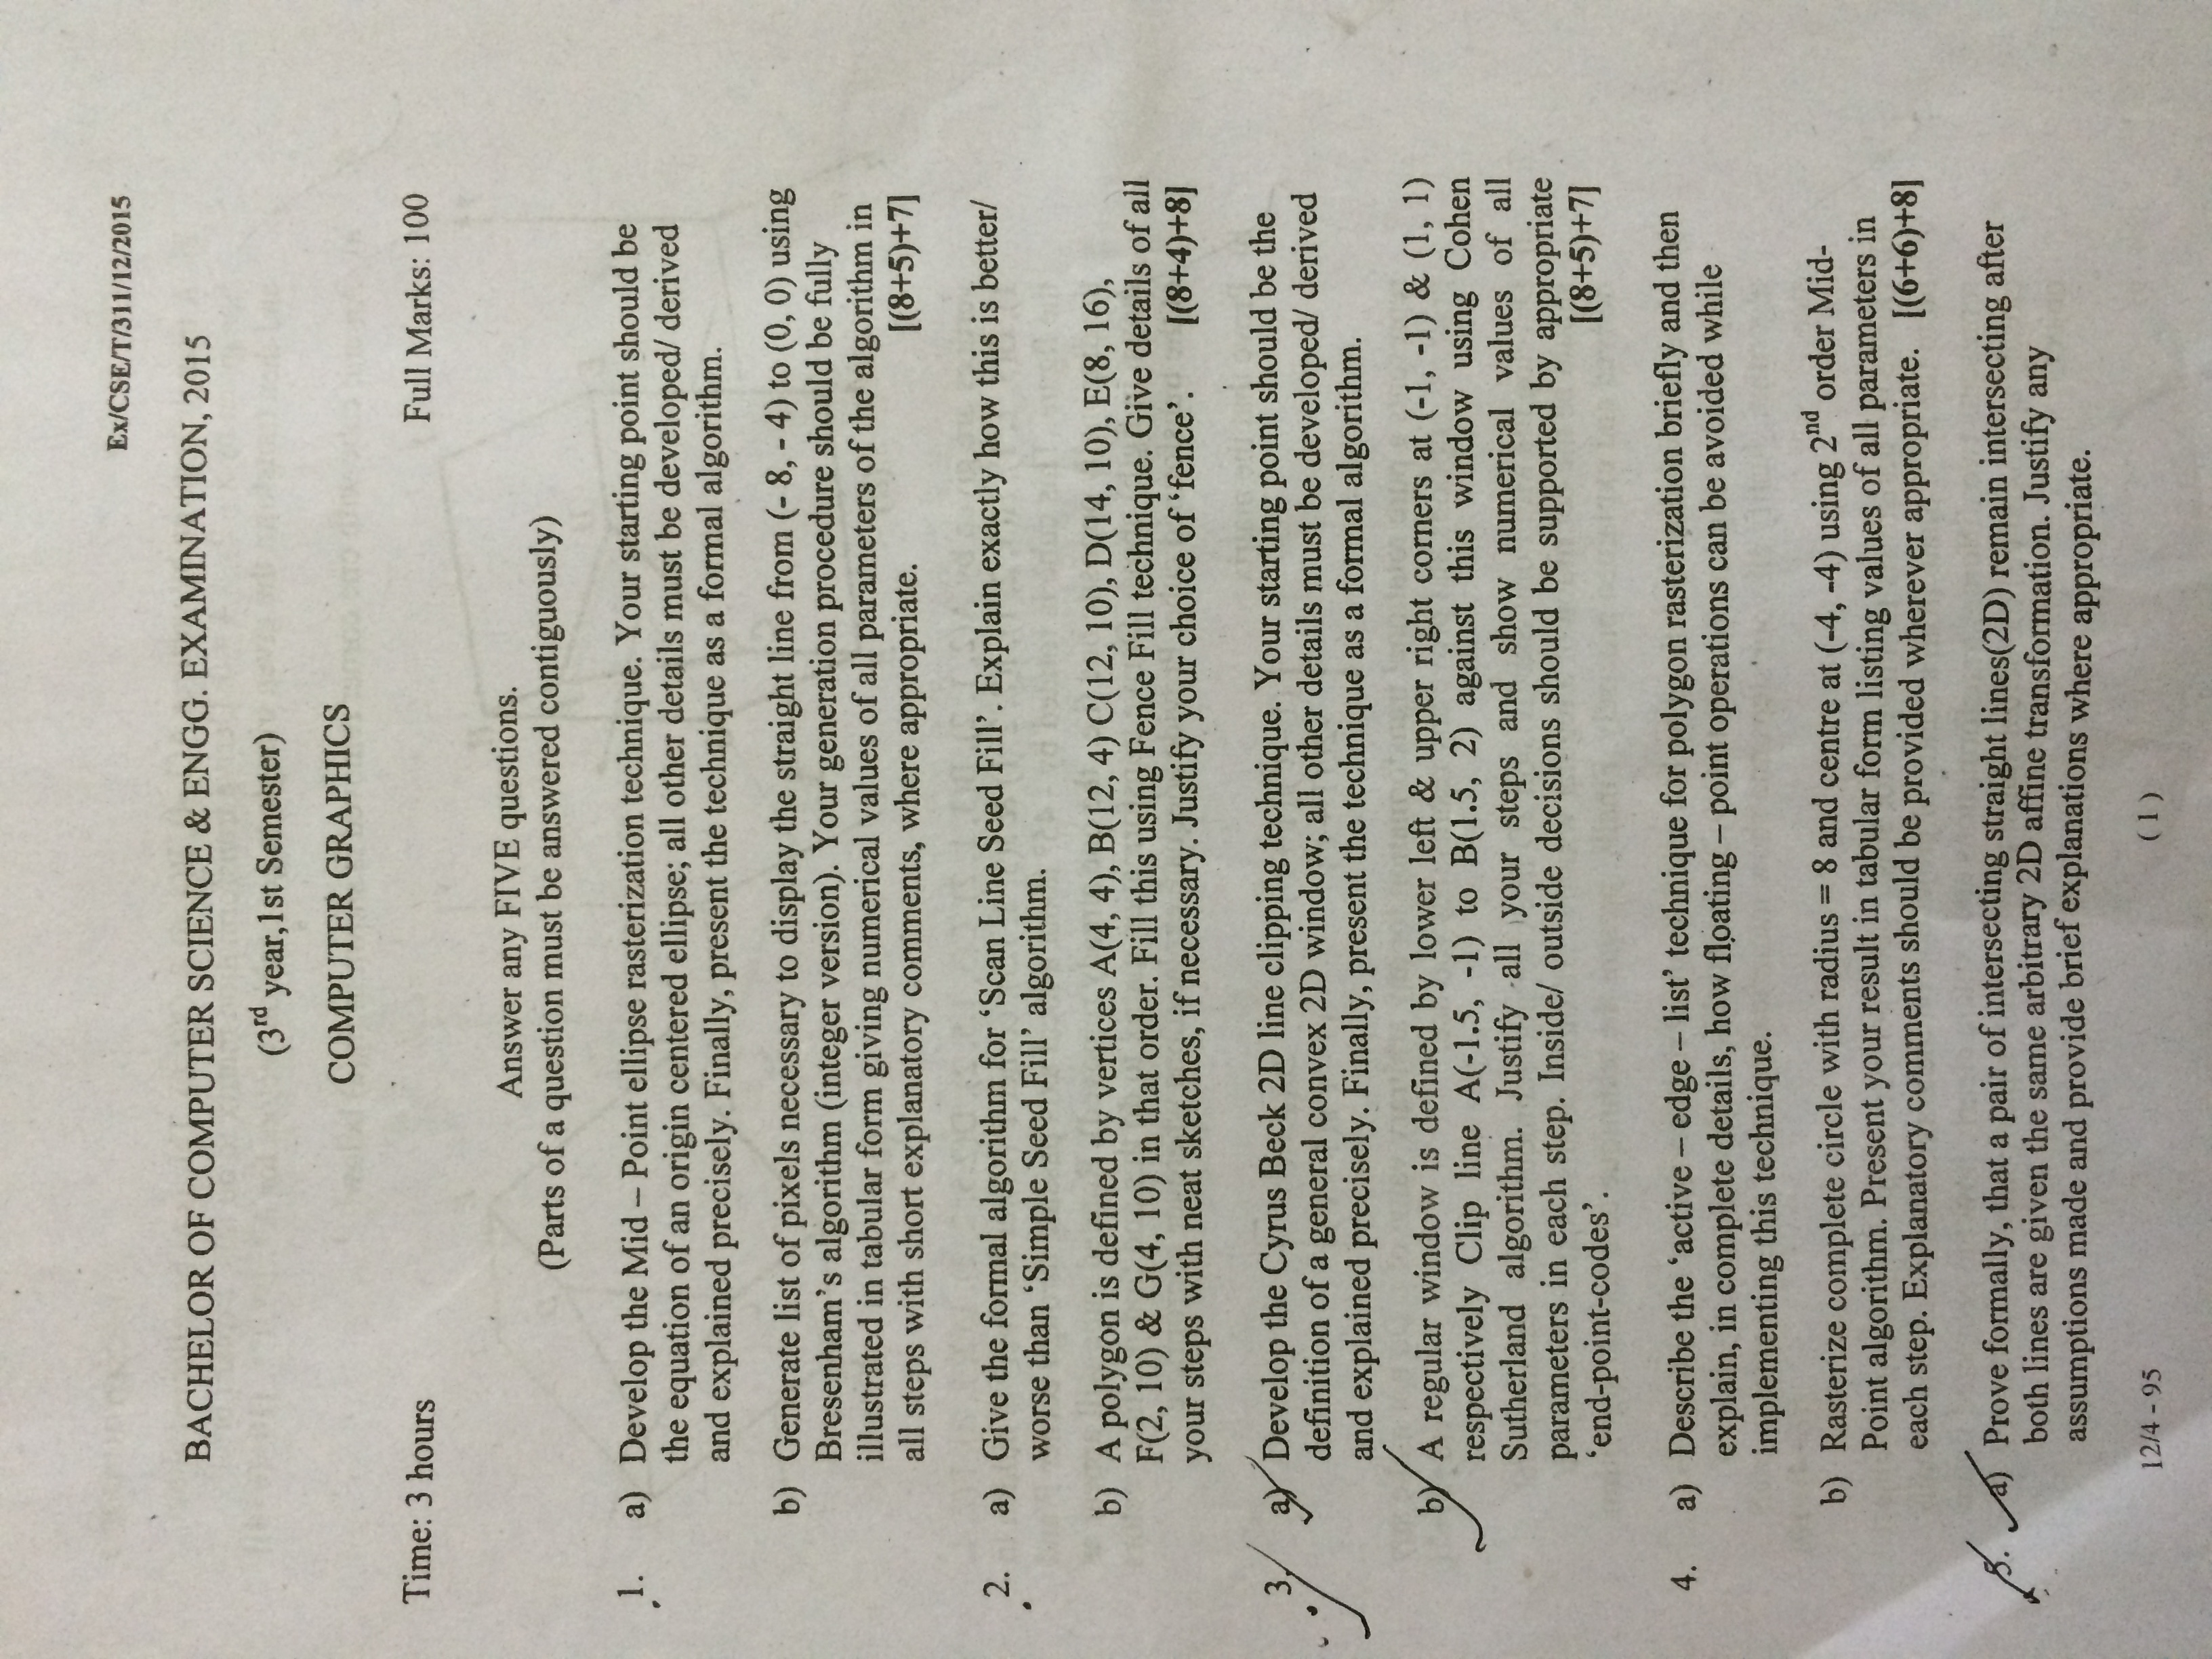 Ex/CSE/T/311/12/2015
BACHELOR OF COMPUTER SCIENCE & ENGG. EXAMINATION, 2015
(3rd year,1st Semester)
COMPUTER GRAPHICS
Time: 3 hours Full Marks: 100
Answer any FIVE questions.
(Parts of a question must be answered contiguously)
1. a) Develop the Mid – Point ellipse rasterization technique. Your starting point should be
the equation of an origin centered ellipse; all other details must be developed/ derived
and explained precisely. Finally, present the technique as a formal algorithm.
b) Generate list of pixels necessary to display the straight line from (- 8, - 4) to (0, 0) using
Bresenham’s algorithm (integer version). Your generation procedure should be fully
illustrated in tabular form giving numerical values of all parameters of the algorithm in
all steps with short explanatory comments, where appropriate. [(8+5)+7]
2. a) Give the formal algorithm for ‘Scan Line Seed Fill’. Explain exactly how this is better/
worse than ‘Simple Seed Fill’ algorithm.
b) A polygon is defined by vertices A(4, 4), B(12, 4) C(12, 10), D(14, 10), E(8, 16),
F(2, 10) & G(4, 10) in that order. Fill this using Fence Fill technique. Give details of all
your steps with neat sketches, if necessary. Justify your choice of ‘fence’. [(8+4)+8]
3. a) Develop the Cyrus Beck 2D line clipping technique. Your starting point should be the
definition of a general convex 2D window; all other details must be developed/ derived
and explained precisely. Finally, present the technique as a formal algorithm.
b) A regular window is defined by lower left & upper right corners at (-1, -1) & (1, 1)
respectively Clip line A(-1.5, -1) to B(1.5, 2) against this window using Cohen
Sutherland algorithm. Justify all your steps and show numerical values of all
parameters in each step. Inside/ outside decisions should be supported by appropriate
‘end-point-codes’. [(8+5)+7]
4. a) Describe the ‘active – edge – list’ technique for polygon rasterization briefly and then
explain, in complete details, how floating – point operations can be avoided while
implementing this technique.
b) Rasterize complete circle with radius = 8 and centre at (-4, -4) using 2nd order Mid-
Point algorithm. Present your result in tabular form listing values of all parameters in
each step. Explanatory comments should be provided wherever appropriate. [(6+6)+8]
5. a) Prove formally, that a pair of intersecting straight lines(2D) remain intersecting after
both lines are given the same arbitrary 2D affine transformation. Justify any
assumptions made and provide brief explanations where appropriate.
12/4 - 95 ( 1 )